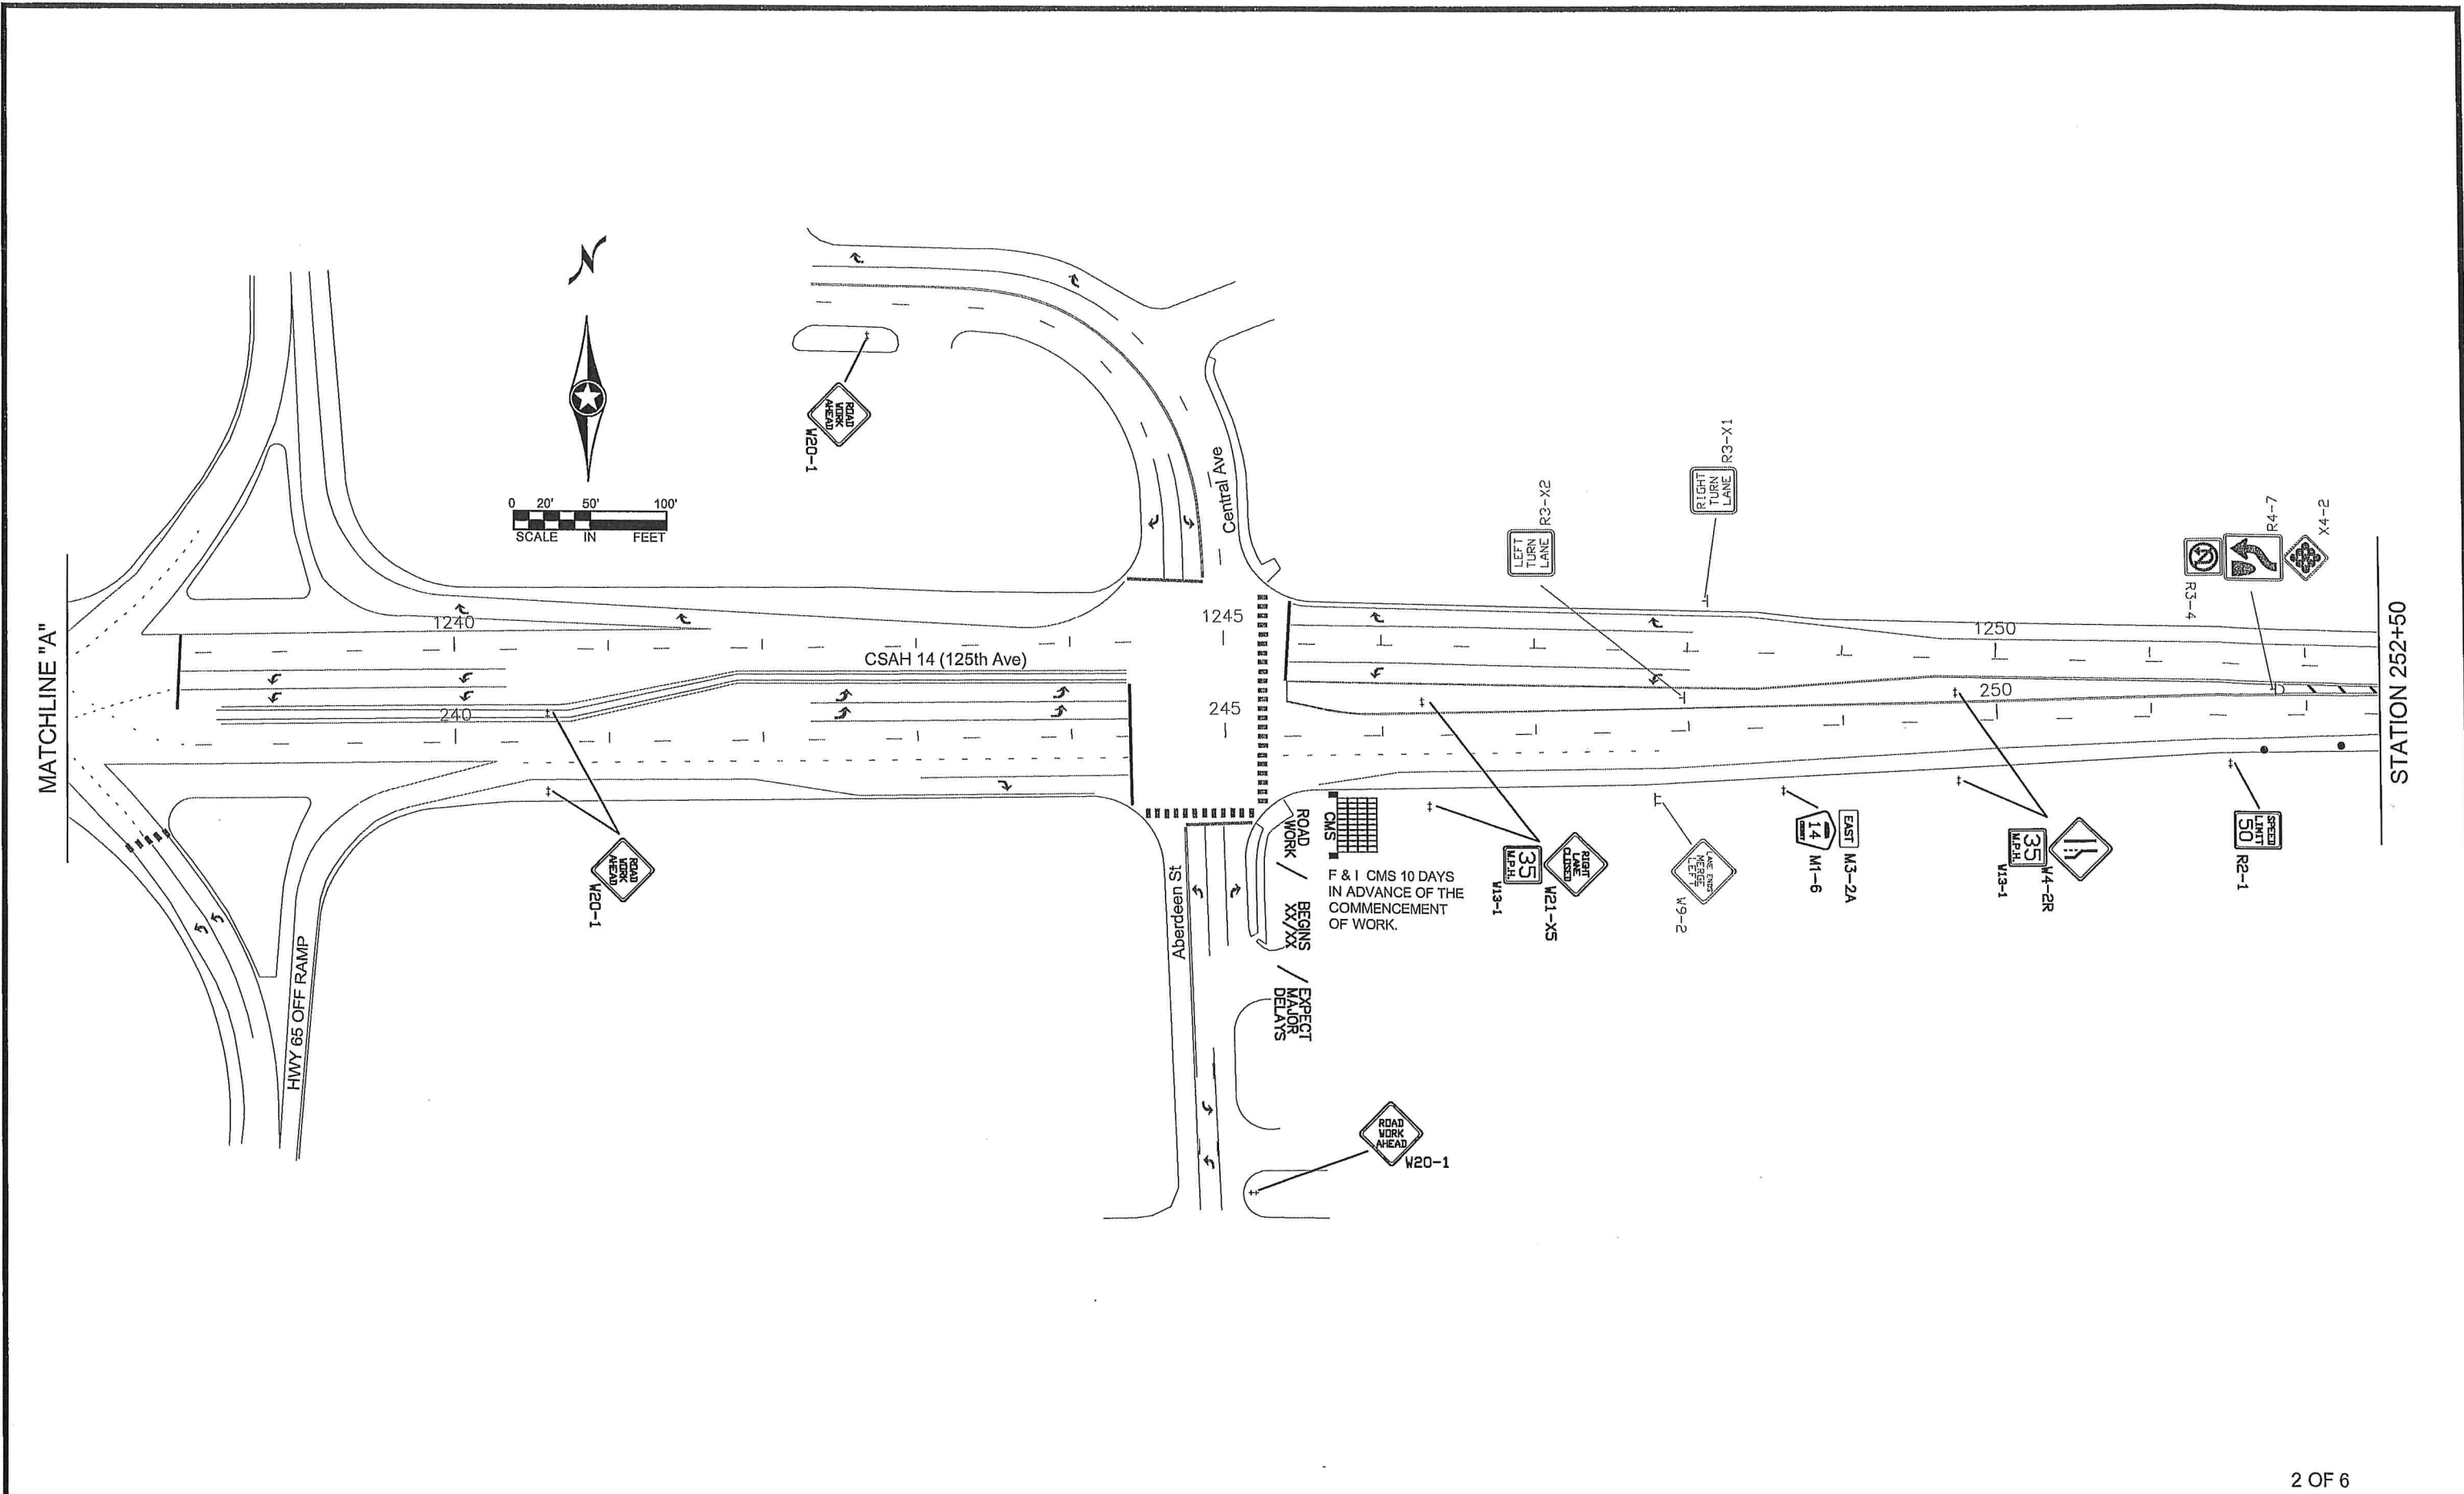 N
0 20' 50' 100'
SCALE IN FEET
ROAD
WORK
AHEAD
W20-1
Central Ave
LEFT
TURN
LANE
R3-X2
RIGHT
TURN
LANE
R3-X1
R3-4
R4-7
X4-2
MATCHLINE "A"
1240
1245
1250
CSAH 14 (125th Ave)
240
245
250
STATION 252+50
ROAD
WORK
AHEAD
W20-1
HWY 65 OFF RAMP
Aberdeen St
CMS
ROAD
WORK
/
BEGINS
XX/XX
/
EXPECT
MAJOR
DELAYS
F & I CMS 10 DAYS
IN ADVANCE OF THE
COMMENCEMENT
OF WORK.
RIGHT
LANE
CLOSED
W21-X5
35
M.P.H.
W13-1
LANE ENDS
MERGE
LEFT
W9-2
EAST
M3-2A
14
M1-6
W4-2R
35
M.P.H.
W13-1
SPEED
LIMIT
50
R2-1
ROAD
WORK
AHEAD
W20-1
2 OF 6